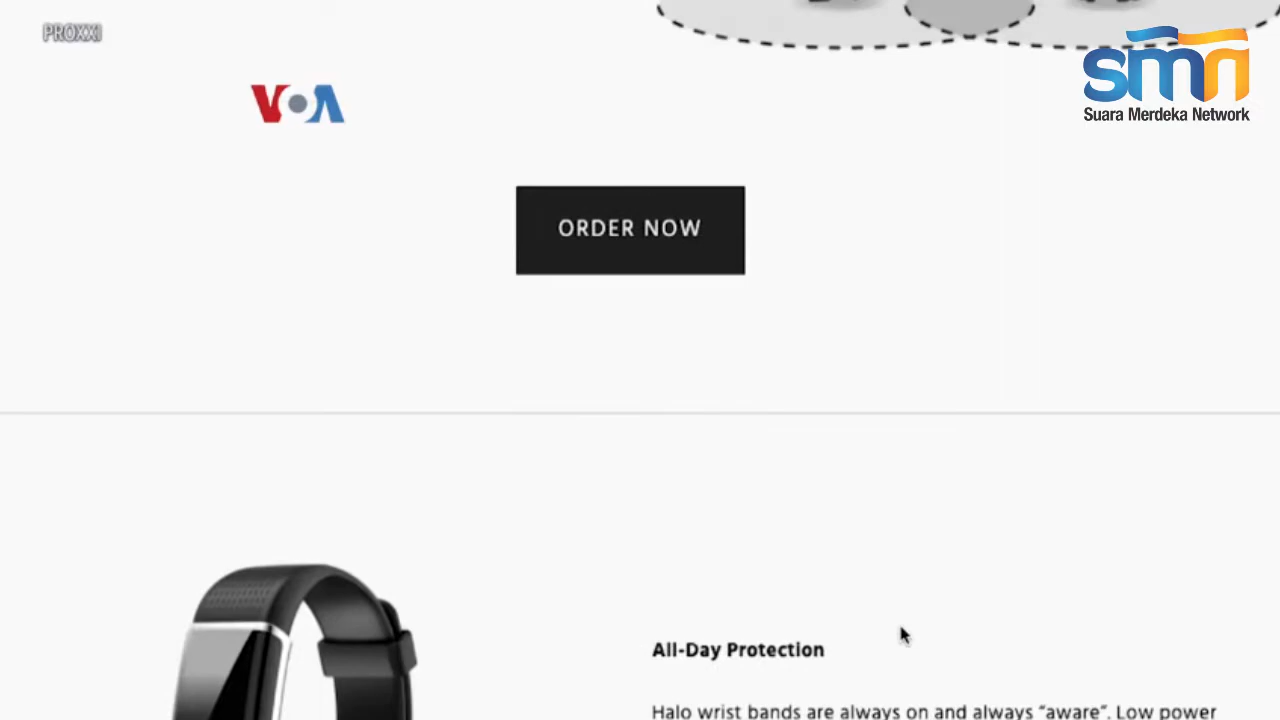 PROXXI
VOA
smn
Suara Merdeka Network
ORDER NOW
All-Day Protection
Halo wrist bands are always on and always “aware”. Low power